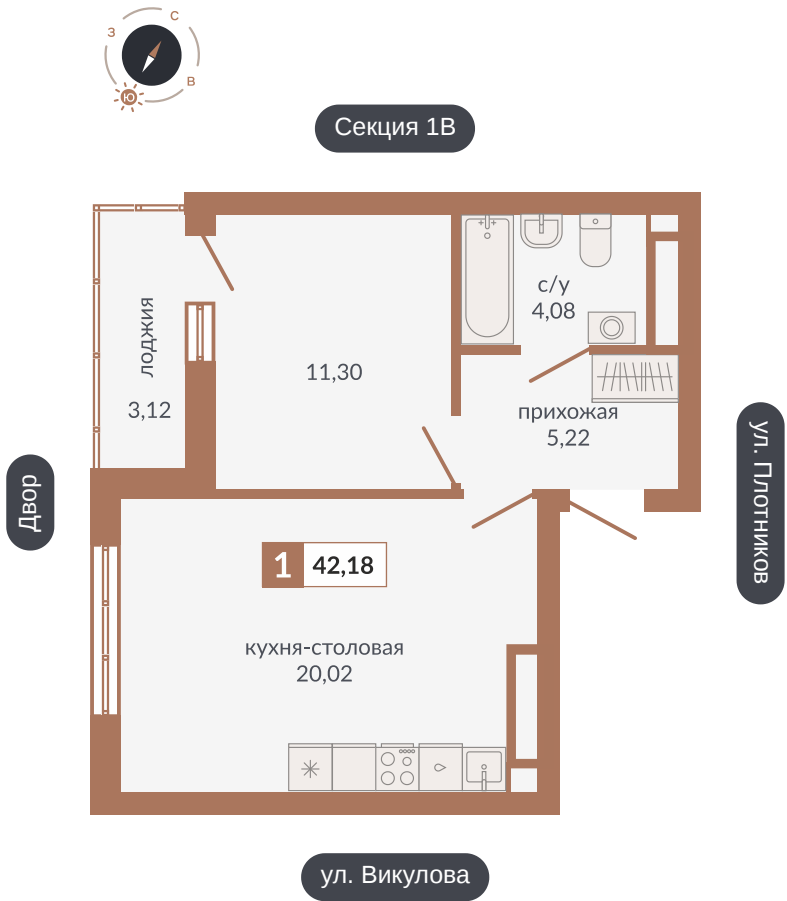 С
З
В
Ю
Секция 1В
с/у
4,08
лоджия
3,12
11,30
прихожая
5,22
ул. Плотников
Двор
1 42,18
кухня-столовая
20,02
ул. Викулова